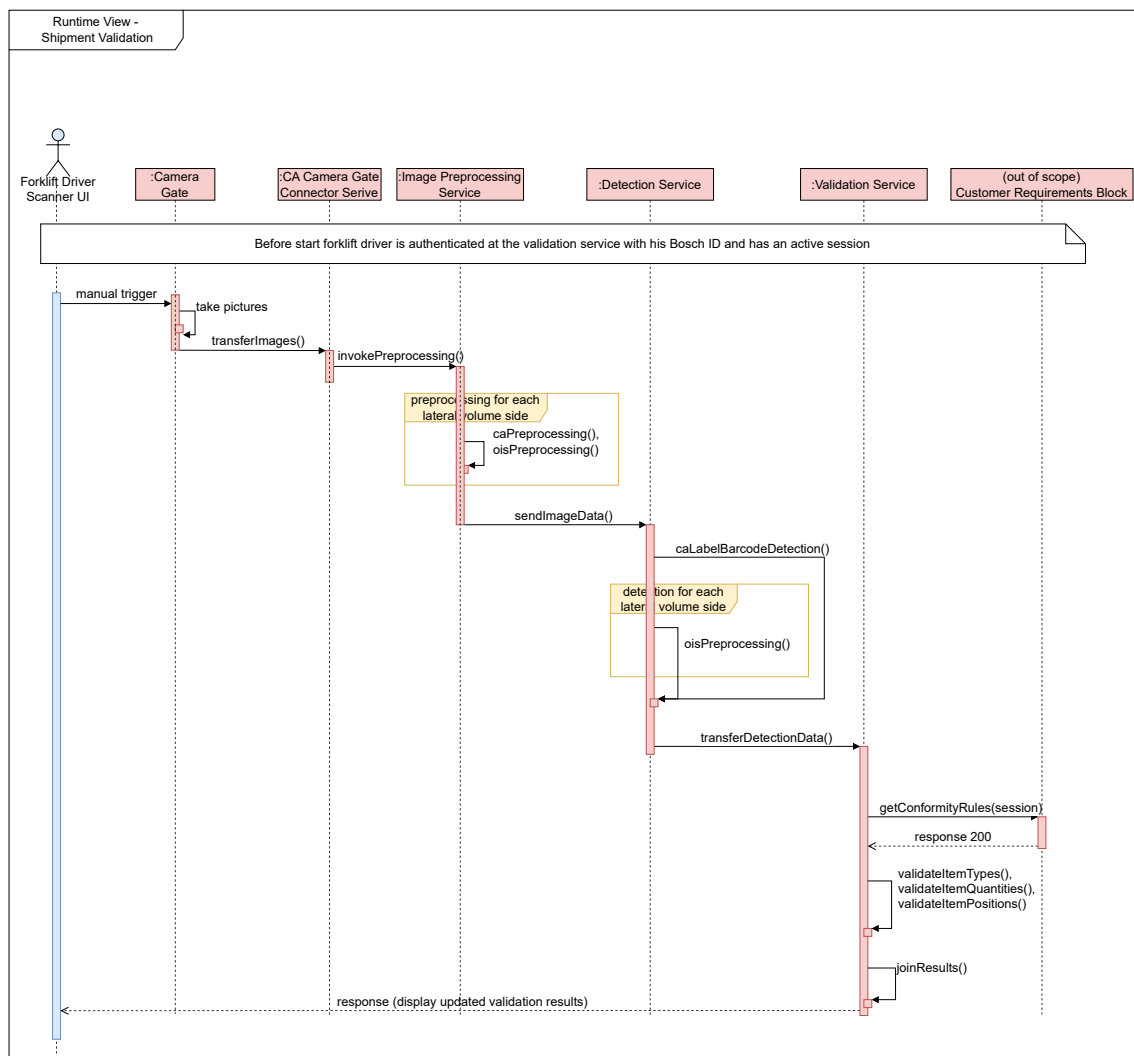 Runtime View -
Shipment Validation
Forklift Driver
Scanner UI
:Camera
Gate
:CA Camera Gate
Connector Serive
:Image Preprocessing
Service
:Detection Service
:Validation Service
(out of scope)
Customer Requirements Block
Before start forklift driver is authenticated at the validation service with his Bosch ID and has an active session
manual trigger
take pictures
transferImages()
invokePreprocessing()
preprocessing for each
lateral volume side
caPreprocessing(),
oisPreprocessing()
sendImageData()
caLabelBarcodeDetection()
detection for each
lateral volume side
oisPreprocessing()
transferDetectionData()
getConformityRules(session)
response 200
validateItemTypes(),
validateItemQuantities(),
validateItemPositions()
joinResults()
response (display updated validation results)